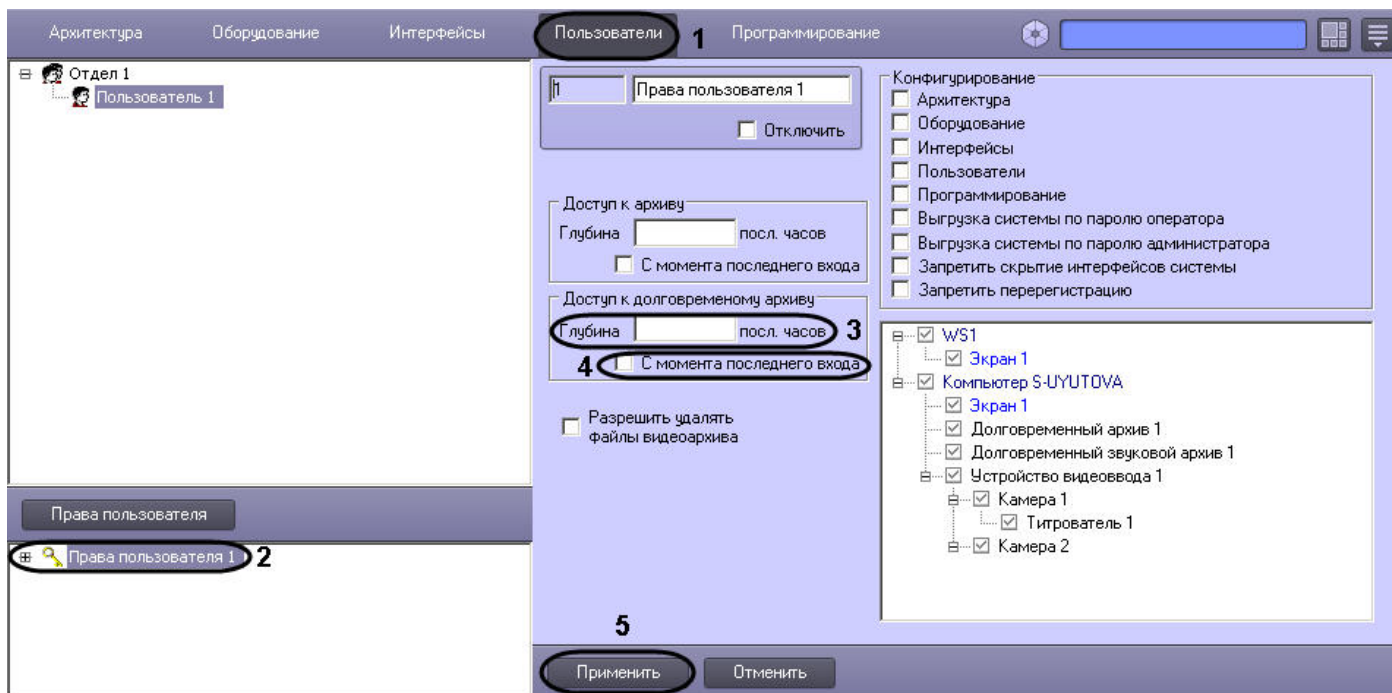 Архитектура Оборудование Интерфейсы Пользователи 1 Программирование
Отдел 1
Пользователь 1
1 Права пользователя 1
Отключить
Доступ к архиву
Глубина посл. часов
С момента последнего входа
Доступ к долговременому архиву
Глубина посл. часов 3
4 С момента последнего входа
Разрешить удалять
файлы видеоархива
Конфигурирование
Архитектура
Оборудование
Интерфейсы
Пользователи
Программирование
Выгрузка системы по паролю оператора
Выгрузка системы по паролю администратора
Запретить скрытие интерфейсов системы
Запретить перерегистрацию
WS1
Экран 1
Компьютер S-UYUTOVA
Экран 1
Долговременный архив 1
Долговременный звуковой архив 1
Устройство видеоввода 1
Камера 1
Титрователь 1
Камера 2
Права пользователя
Права пользователя 1 2
5
Применить Отменить